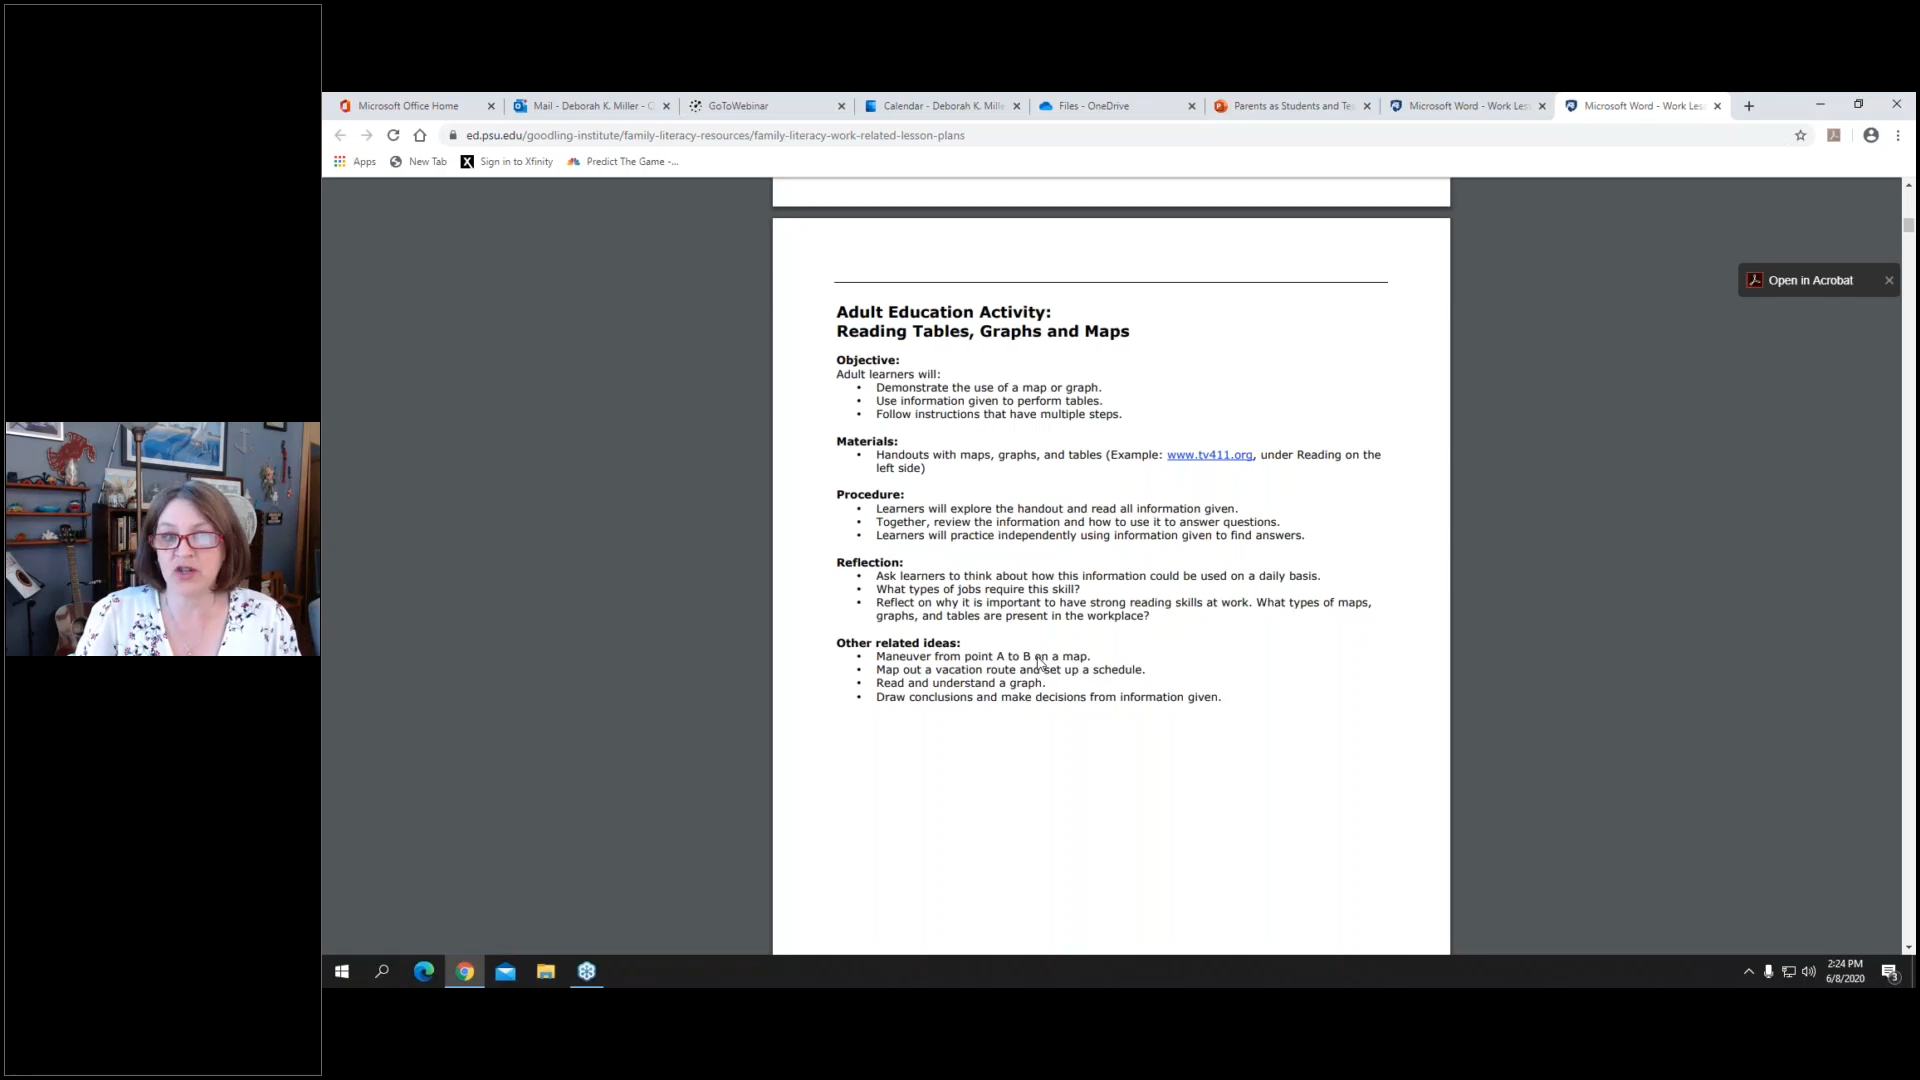 Microsoft Office Home
Mail - Deborah K. Miller -
GoToWebinar
Calendar - Deborah K. Mille
Files - OneDrive
Parents as Students and Te
Microsoft Word - Work Les
Microsoft Word - Work Les
ed.psu.edu/goodling-institute/family-literacy-resources/family-literacy-work-related-lesson-plans
Apps
New Tab
Sign in to Xfinity
Predict The Game -...
Open in Acrobat
Adult Education Activity:
Reading Tables, Graphs and Maps
Objective:
Adult learners will:
• Demonstrate the use of a map or graph.
• Use information given to perform tables.
• Follow instructions that have multiple steps.
Materials:
• Handouts with maps, graphs, and tables (Example: www.tv411.org, under Reading on the
left side)
Procedure:
• Learners will explore the handout and read all information given.
• Together, review the information and how to use it to answer questions.
• Learners will practice independently using information given to find answers.
Reflection:
• Ask learners to think about how this information could be used on a daily basis.
• What types of jobs require this skill?
• Reflect on why it is important to have strong reading skills at work. What types of maps,
graphs, and tables are present in the workplace?
Other related ideas:
• Maneuver from point A to B on a map.
• Map out a vacation route and set up a schedule.
• Read and understand a graph.
• Draw conclusions and make decisions from information given.
2:24 PM
6/8/2020
3